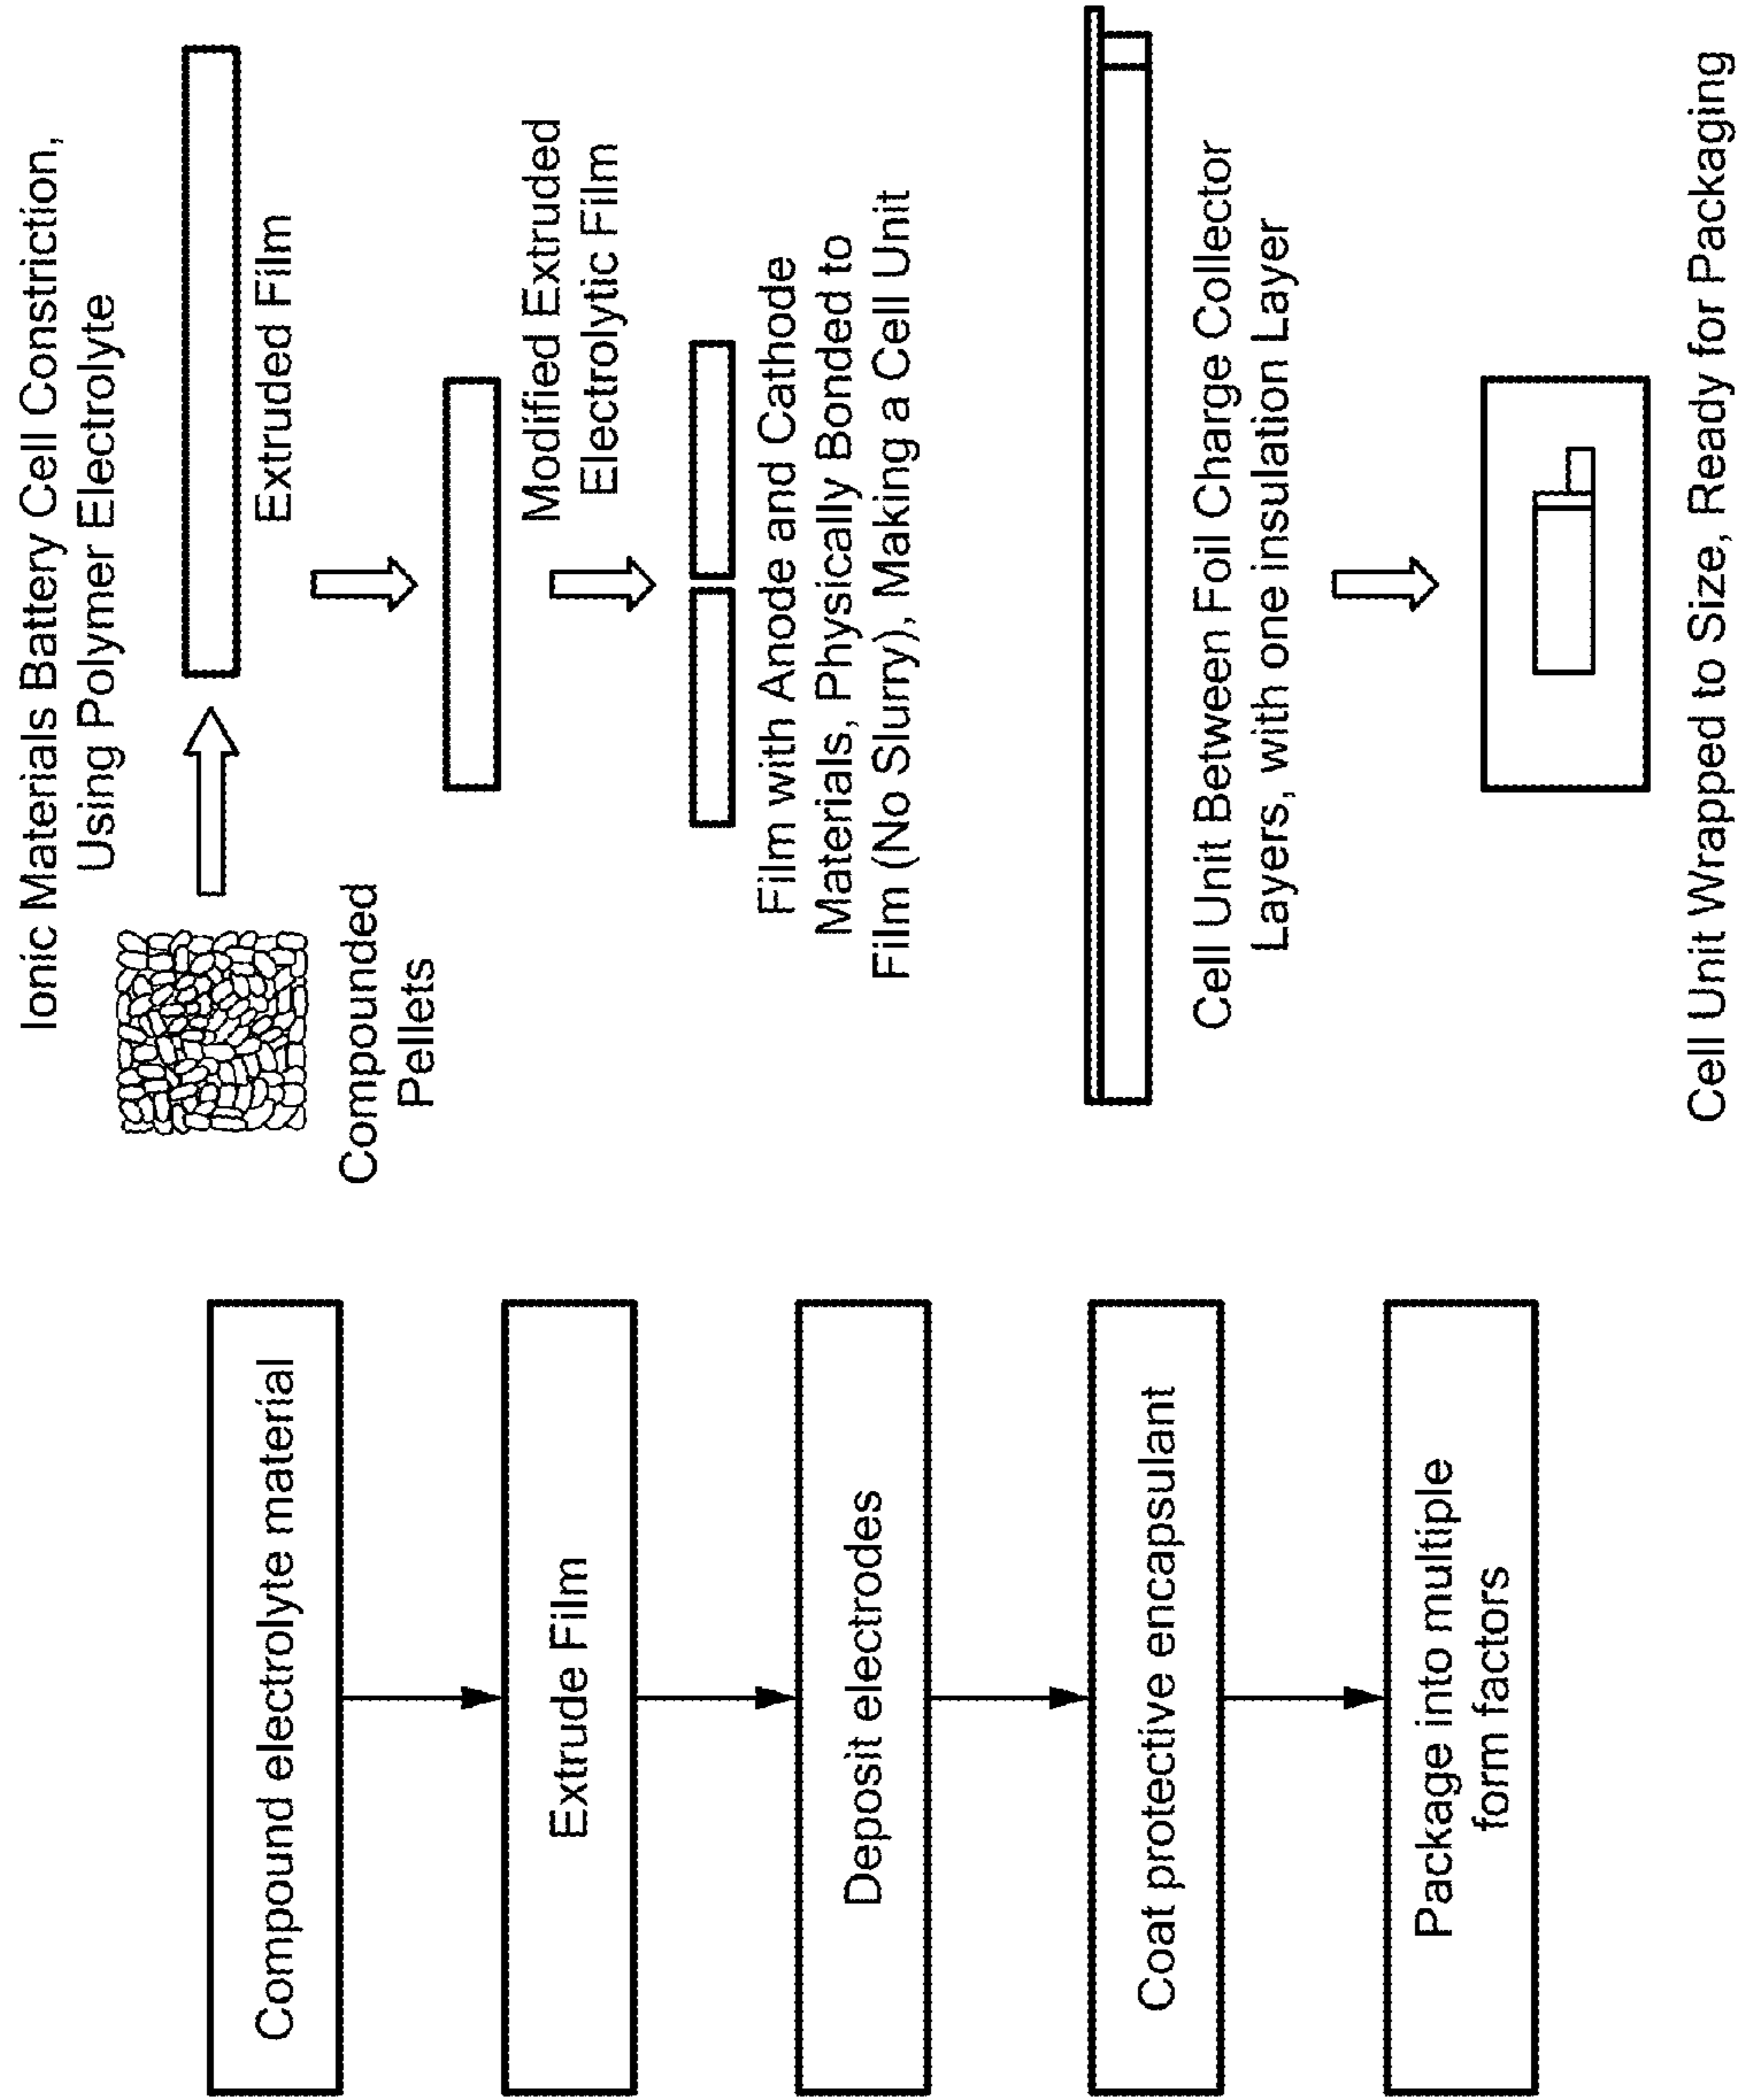 Compound electrolyte material
Extrude Film
Deposit electrodes
Coat protective encapsulant
Package into multiple
form factors
Ionic Materials Battery Cell Constriction,
Using Polymer Electrolyte
Compounded
Pellets
Extruded Film
Modified Extruded
Electrolytic Film
Film with Anode and Cathode
Materials, Physically Bonded to
Film (No Slurry), Making a Cell Unit
Cell Unit Between Foil Charge Collector
Layers, with one insulation Layer
Cell Unit Wrapped to Size, Ready for Packaging